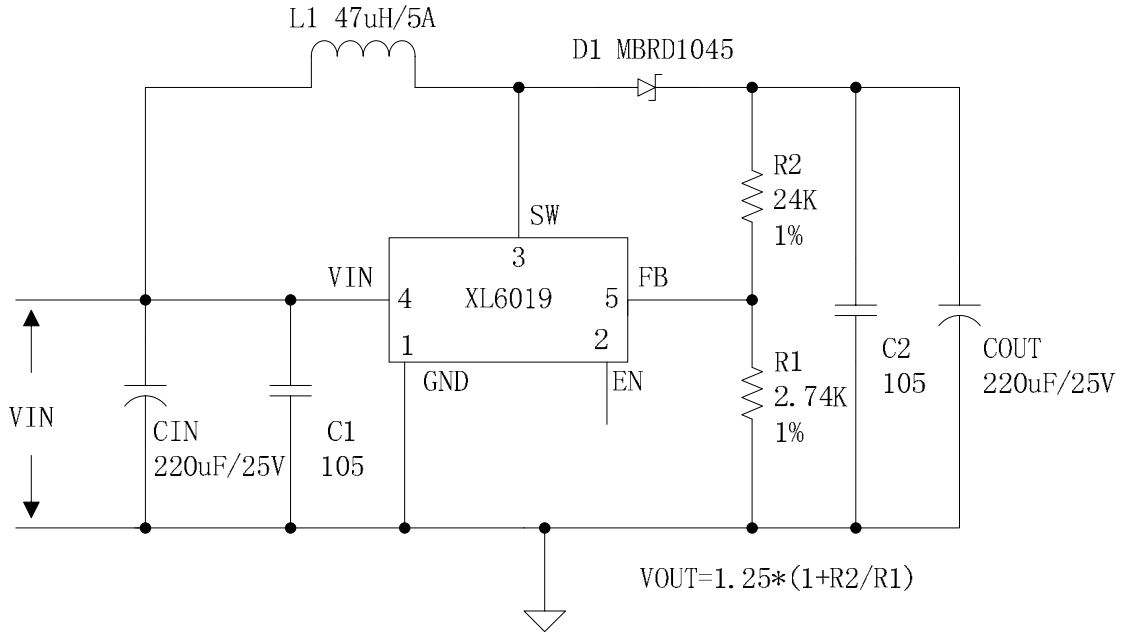 L1 47uH/5A
D1 MBRD1045
R2
24K
1%
SW
3
VIN
4
XL6019
5
FB
1
2
GND
EN
R1
2.74K
1%
C2
105
COUT
220uF/25V
VIN
CIN
220uF/25V
C1
105
VOUT=1.25*(1+R2/R1)